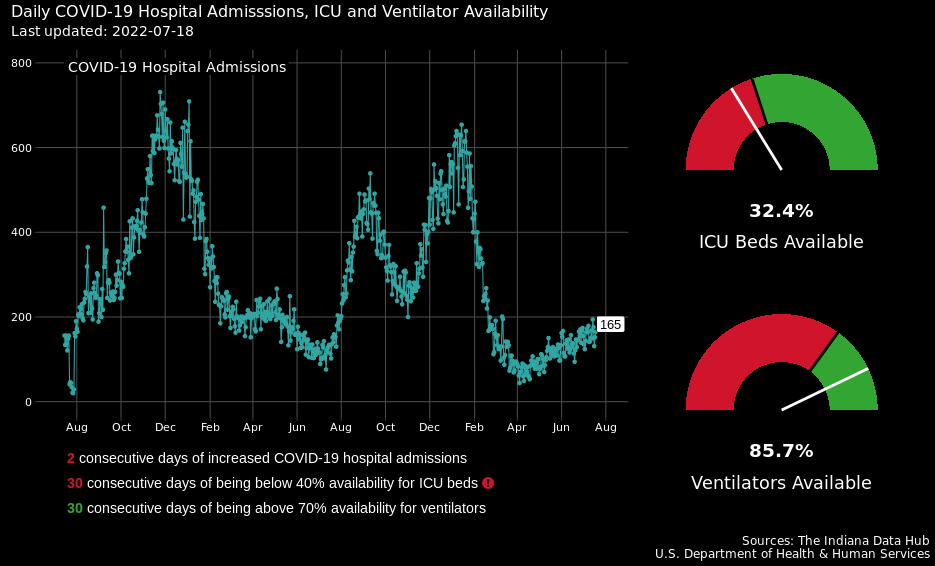 Daily COVID-19 Hospital Admisssions, ICU and Ventilator Availability
Last updated: 2022-07-18
COVID-19 Hospital Admissions
800
600
400
200
0
165
Aug Oct Dec Feb Apr Jun Aug Oct Dec Feb Apr Jun Aug
32.4%
ICU Beds Available
85.7%
Ventilators Available
2 consecutive days of increased COVID-19 hospital admissions
30 consecutive days of being below 40% availability for ICU beds !
30 consecutive days of being above 70% availability for ventilators
Sources: The Indiana Data Hub
U.S. Department of Health & Human Services